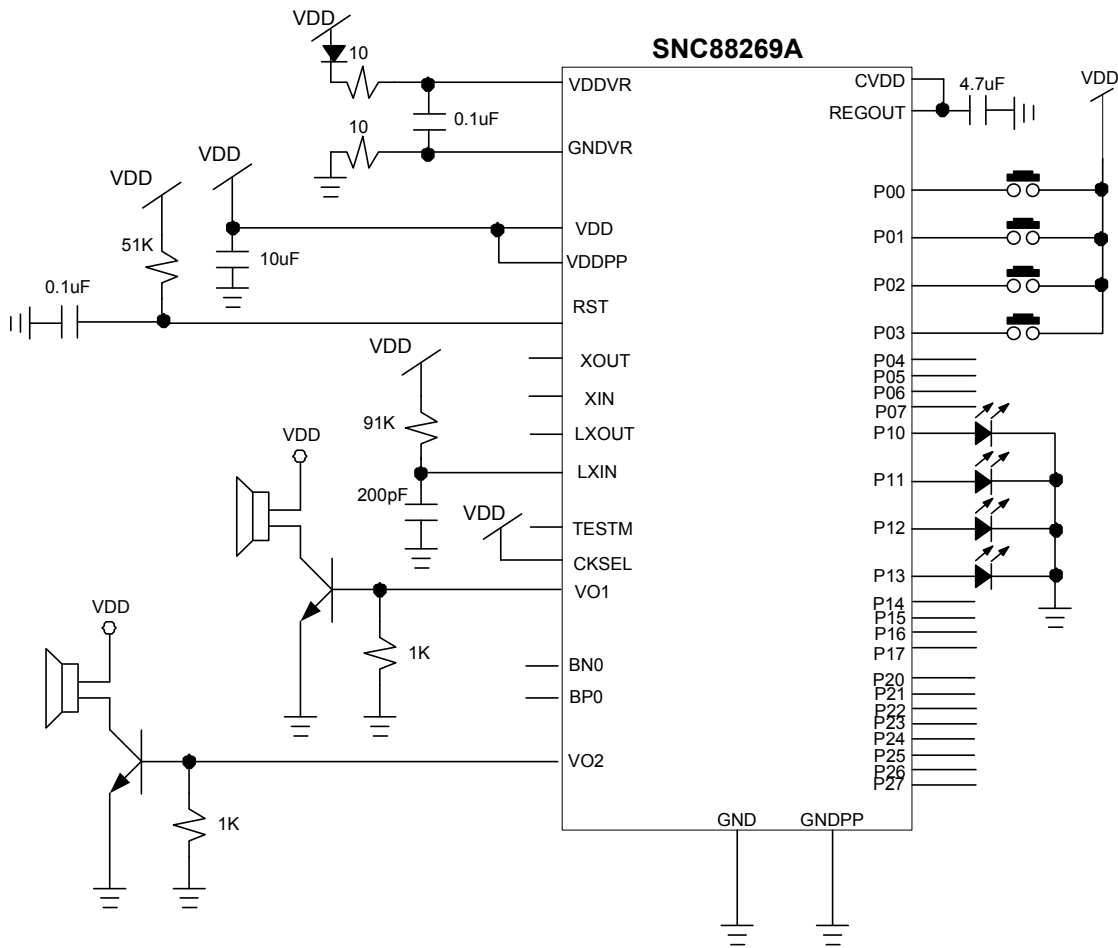 SNC88269A
VDD
10
VDDVR
0.1uF
10
GNDVR
VDD
VDD
VDD
51K
10uF
VDDPP
0.1uF
RST
VDD
XOUT
XIN
91K
LXOUT
LXIN
200pF
VDD
VDD
TESTM
CKSEL
VO1
1K
VDD
BN0
BP0
VO2
1K
CVDD
4.7uF
VDD
REGOUT
P00
P01
P02
P03
P04
P05
P06
P07
P10
P11
P12
P13
P14
P15
P16
P17
P20
P21
P22
P23
P24
P25
P26
P27
GND
GNDPP